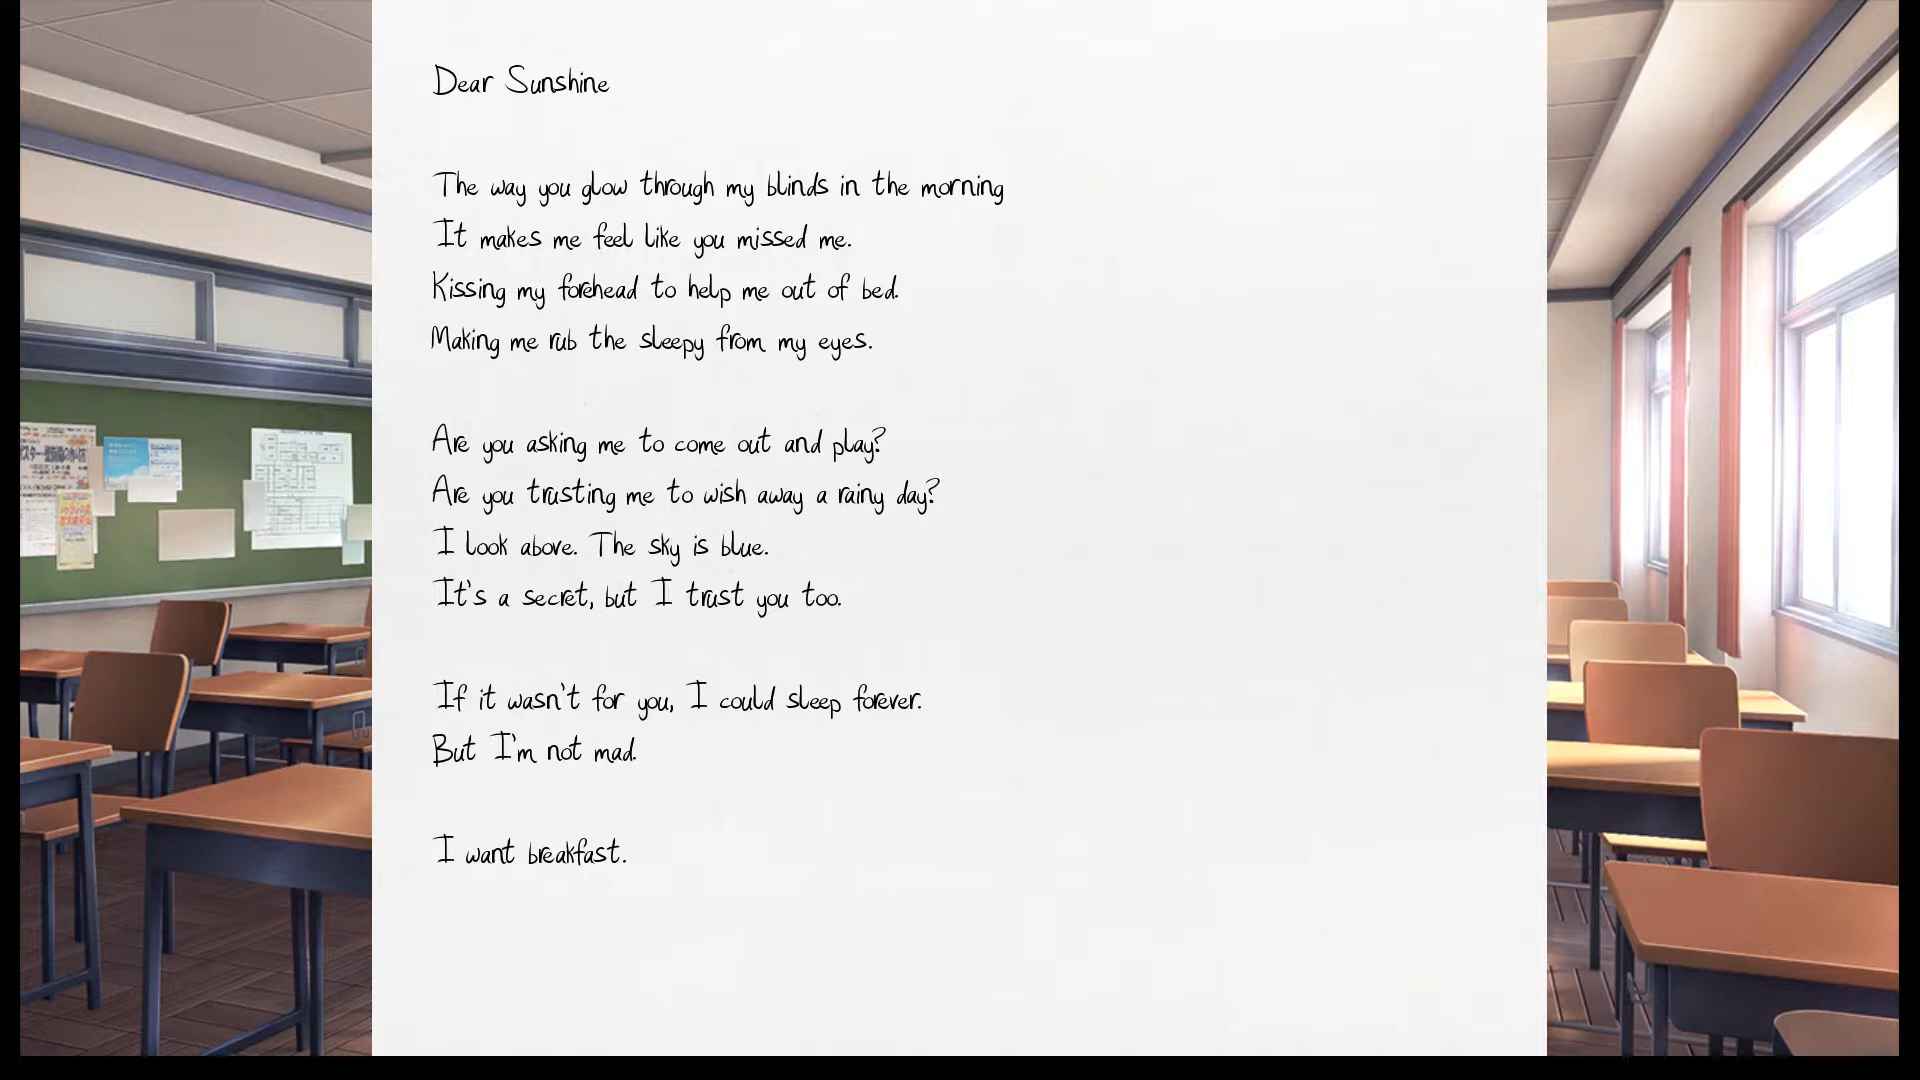 Dear Sunshine
The way you glow through my blinds in the morning
It makes me feel like you missed me.
Kissing my forehead to help me out of bed.
Making me rub the sleepy from my eyes.
Are you asking me to come out and play?
Are you trusting me to wish away a rainy day?
I look above. The sky is blue.
It's a secret, but I trust you too.
If it wasn't for you, I could sleep forever.
But I'm not mad.
I want breakfast.